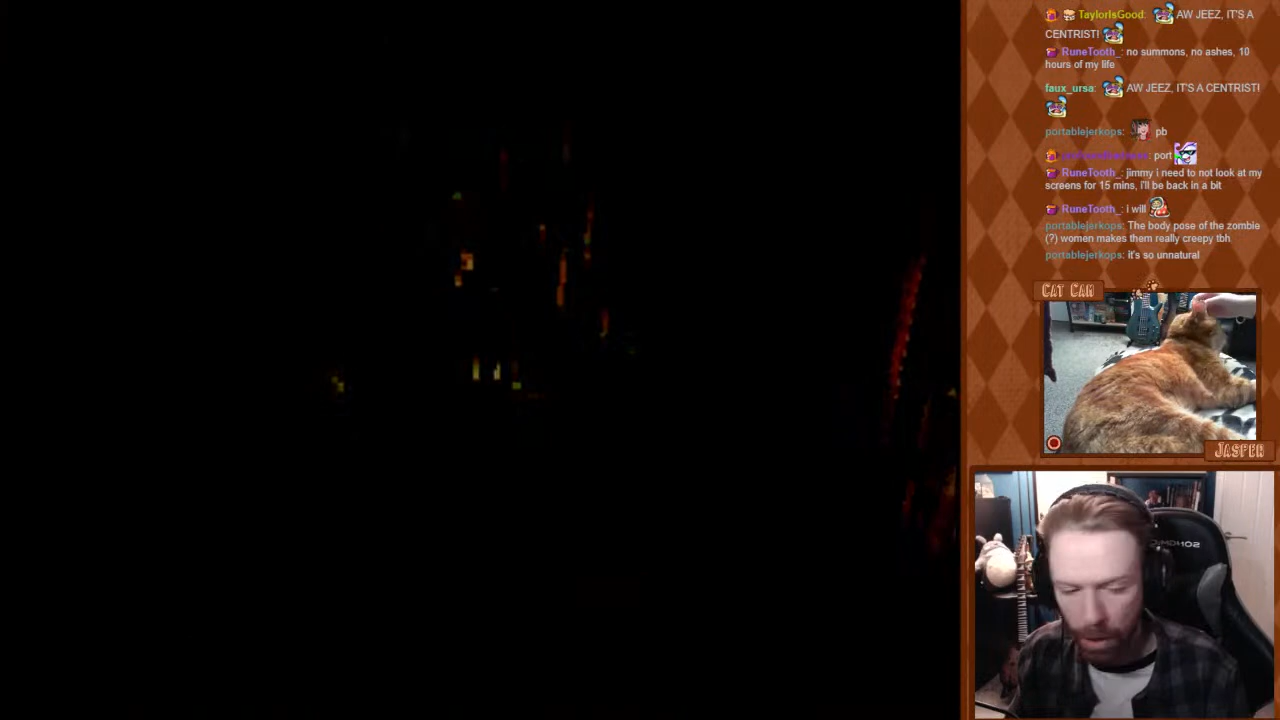 TaylorIsGood: AW JEEZ, IT'S A
CENTRIST!
RuneTooth_: no summons, no ashes, 10
hours of my life
faux_ursa: AW JEEZ, IT'S A CENTRIST!
portablejerkops: pb
port
RuneTooth_: jimmy i need to not look at my
screens for 15 mins, i'll be back in a bit
RuneTooth_: i will
portablejerkops: The body pose of the zombie
(?) women makes them really creepy tbh
portablejerkops: it's so unnatural
CAT CAM
JASPER